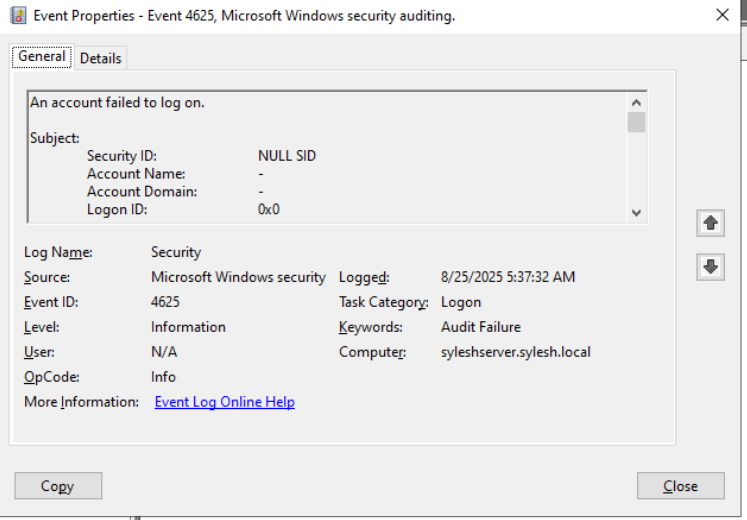 Event Properties - Event 4625, Microsoft Windows security auditing.
General Details
An account failed to log on.
Subject:
Security ID: NULL SID
Account Name: -
Account Domain: -
Logon ID: 0x0
Log Name: Security
Source: Microsoft Windows security Logged: 8/25/2025 5:37:32 AM
Event ID: 4625 Task Category: Logon
Level: Information Keywords: Audit Failure
User: N/A Computer: syleshserver.sylesh.local
OpCode: Info
More Information: Event Log Online Help
Copy Close